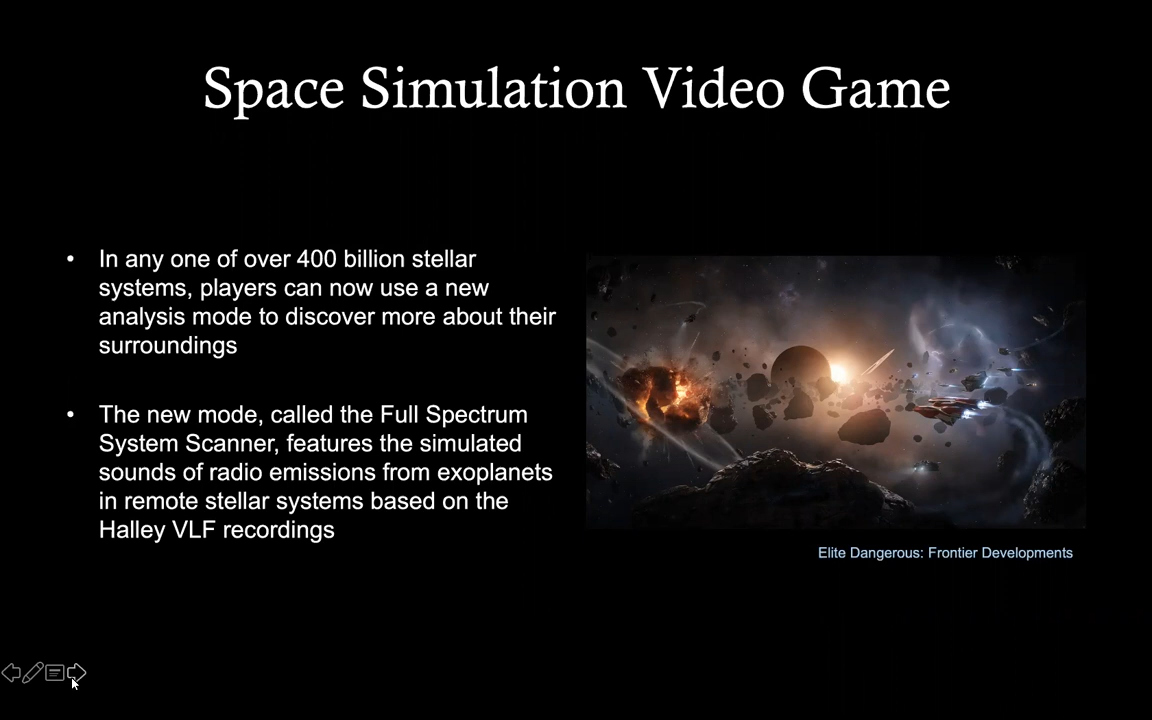 Space Simulation Video Game
• In any one of over 400 billion stellar
systems, players can now use a new
analysis mode to discover more about their
surroundings
• The new mode, called the Full Spectrum
System Scanner, features the simulated
sounds of radio emissions from exoplanets
in remote stellar systems based on the
Halley VLF recordings
Elite Dangerous: Frontier Developments